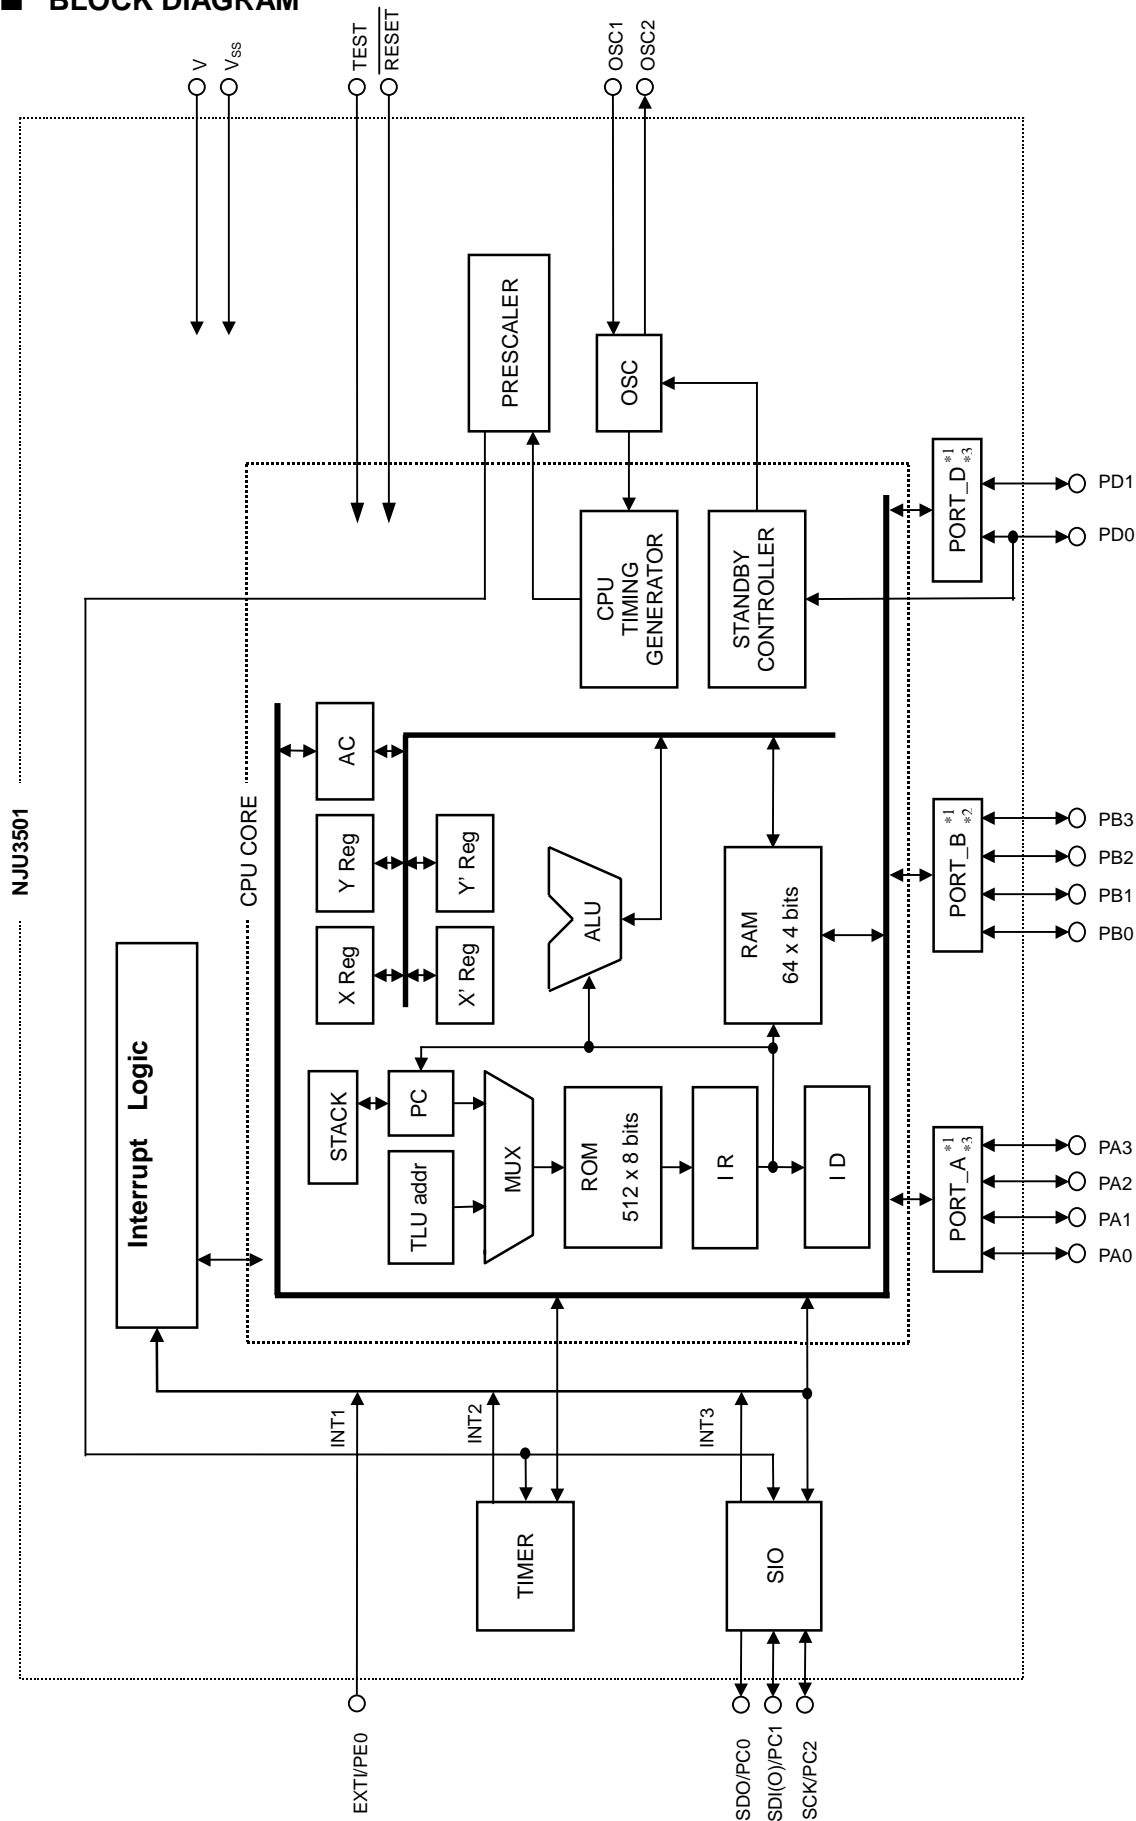 ■ BLOCK DIAGRAM
V
VSS
TEST
RESET
OSC1
OSC2
NJU3501
PRESCALER
OSC
CPU CORE
CPU
TIMING
GENERATOR
STANDBY
CONTROLLER
PORT_D *1 *3
PD1
PD0
AC
Y Reg
X Reg
Y' Reg
X' Reg
ALU
RAM
64 x 4 bits
PORT_B *1 *2
PB3
PB2
PB1
PB0
Interrupt Logic
STACK
PC
TLU addr
MUX
ROM
512 x 8 bits
I R
I D
PORT_A *1 *3
PA3
PA2
PA1
PA0
INT1
INT2
INT3
TIMER
SIO
EXTI/PE0
SDO/PC0
SDI(O)/PC1
SCK/PC2